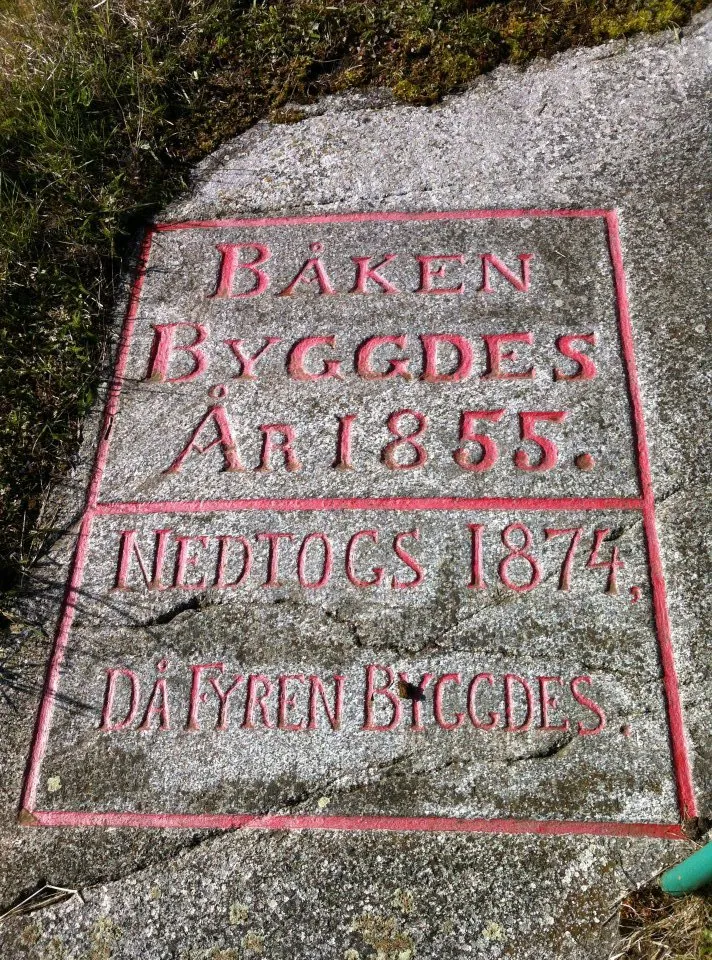 BÅKEN
BYGGDES
ÅR 1855.
NEDTOGS 1874,
DÅ FYREN BYGGDES.